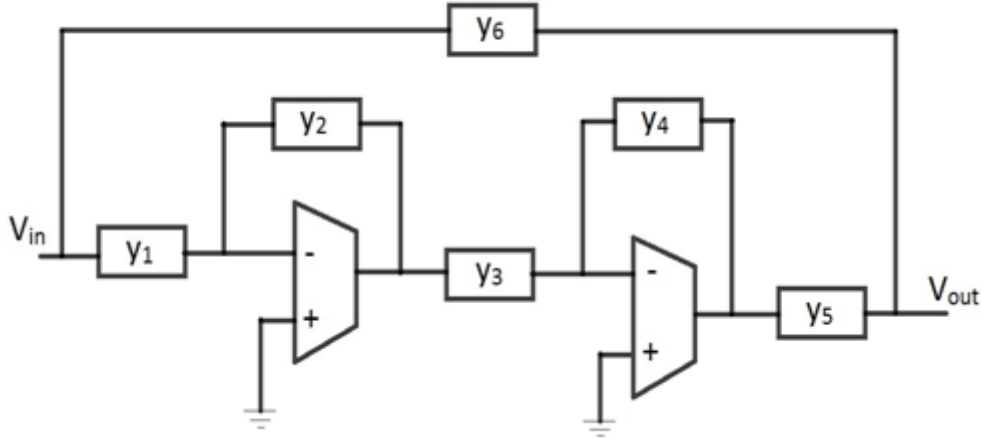 y₆
y₂
y₄
Vᵢₙ
y₁
-
+
y₃
-
+
y₅
Vₒᵤₜ